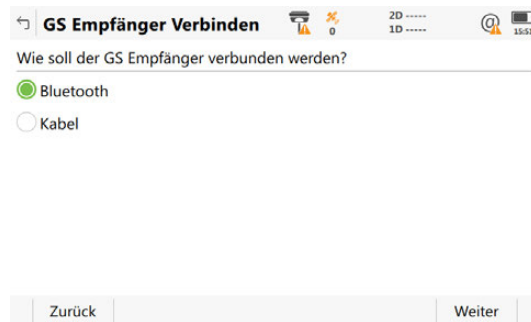 GS Empfänger Verbinden
0
2D -----
1D -----
@
15:51
Wie soll der GS Empfänger verbunden werden?
Bluetooth
Kabel
Zurück
Weiter